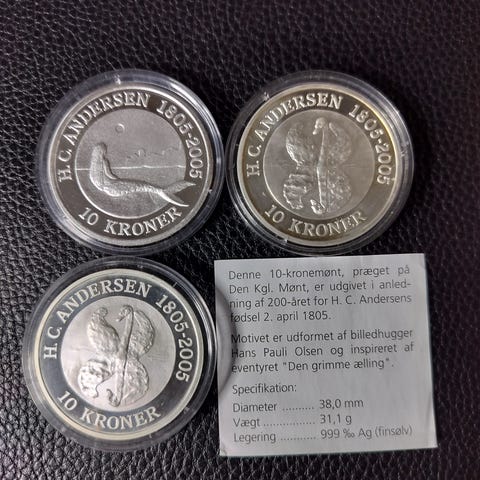 H.C. ANDERSEN 1805-2005
10 KRONER
H.C. ANDERSEN 1805-2005
10 KRONER
H.C. ANDERSEN 1805-2005
10 KRONER
Denne 10-kronemønt, præget på
Den Kgl. Mønt, er udgivet i anled-
ning af 200-året for H. C. Andersens
fødsel 2. april 1805.
Motivet er udformet af billedhugger
Hans Pauli Olsen og inspireret af
eventyret "Den grimme ælling".
Specifikation:
Diameter .......... 38,0 mm
Vægt ................ 31,1 g
Legering ........... 999 ‰ Ag (finsølv)